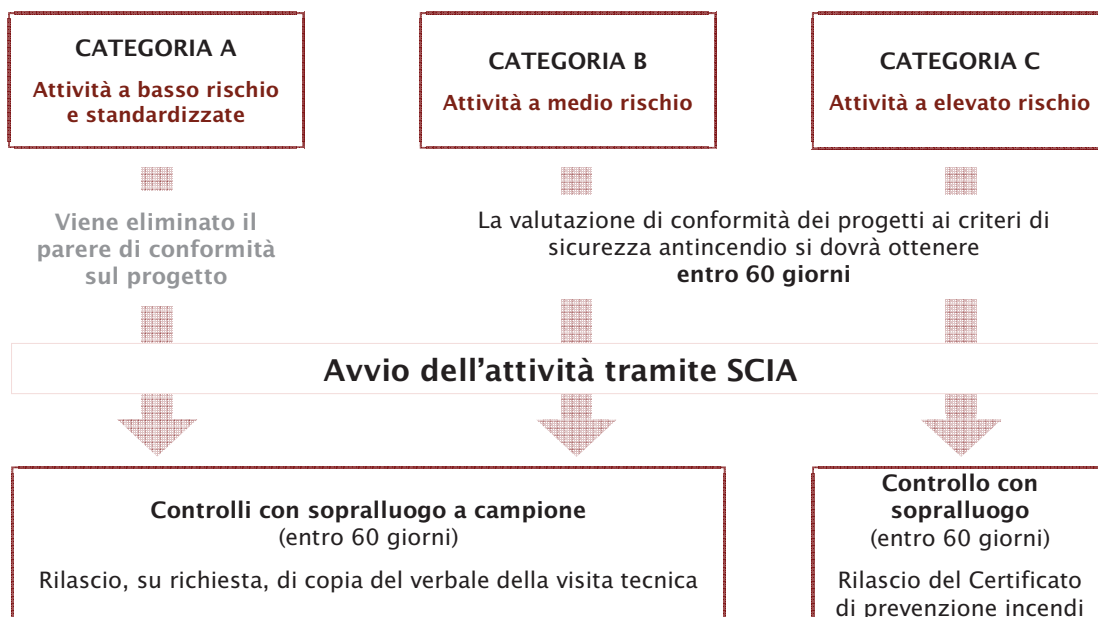 CATEGORIA A
Attività a basso rischio
e standardizzate
CATEGORIA B
Attività a medio rischio
CATEGORIA C
Attività a elevato rischio
Viene eliminato il
parere di conformità
sul progetto
La valutazione di conformità dei progetti ai criteri di
sicurezza antincendio si dovrà ottenere
entro 60 giorni
Avvio dell’attività tramite SCIA
Controlli con sopralluogo a campione
(entro 60 giorni)
Rilascio, su richiesta, di copia del verbale della visita tecnica
Controllo con
sopralluogo
(entro 60 giorni)
Rilascio del Certificato
di prevenzione incendi